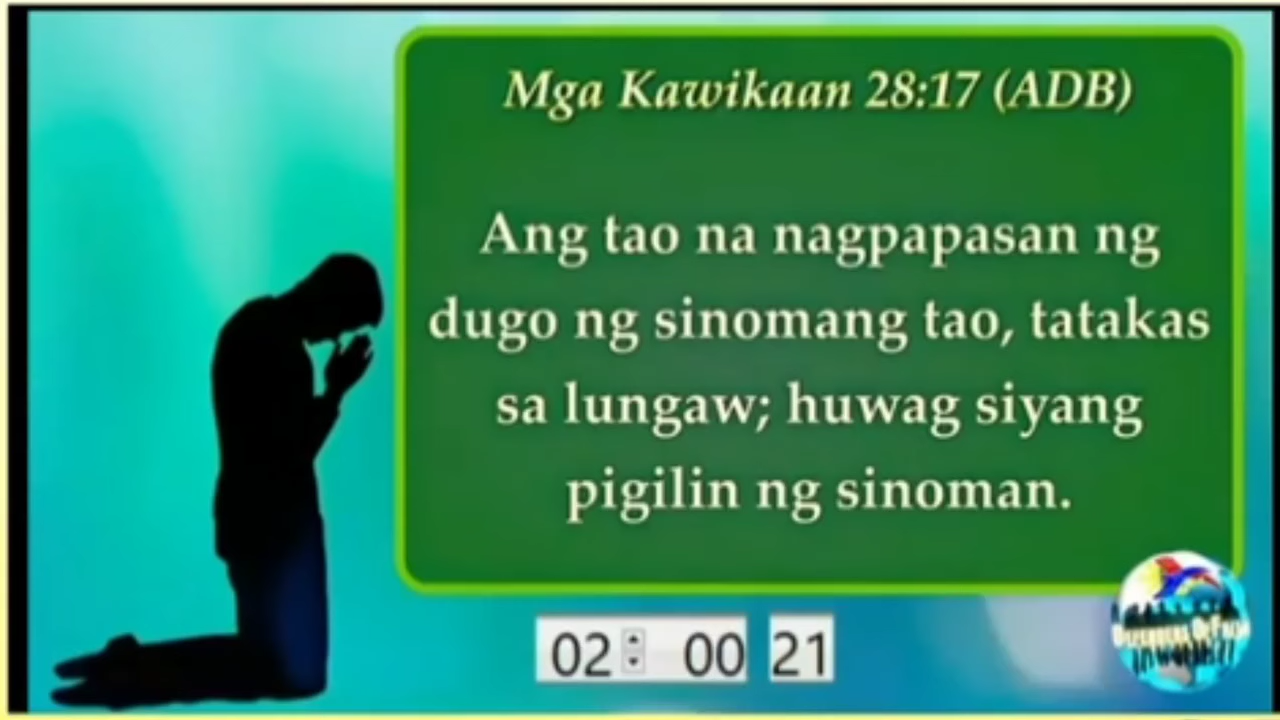 Mga Kawikaan 28:17 (ADB)
Ang tao na nagpapasan ng
dugo ng sinomang tao, tatakas
sa lungaw; huwag siyang
pigilin ng sinoman.
02 00 21